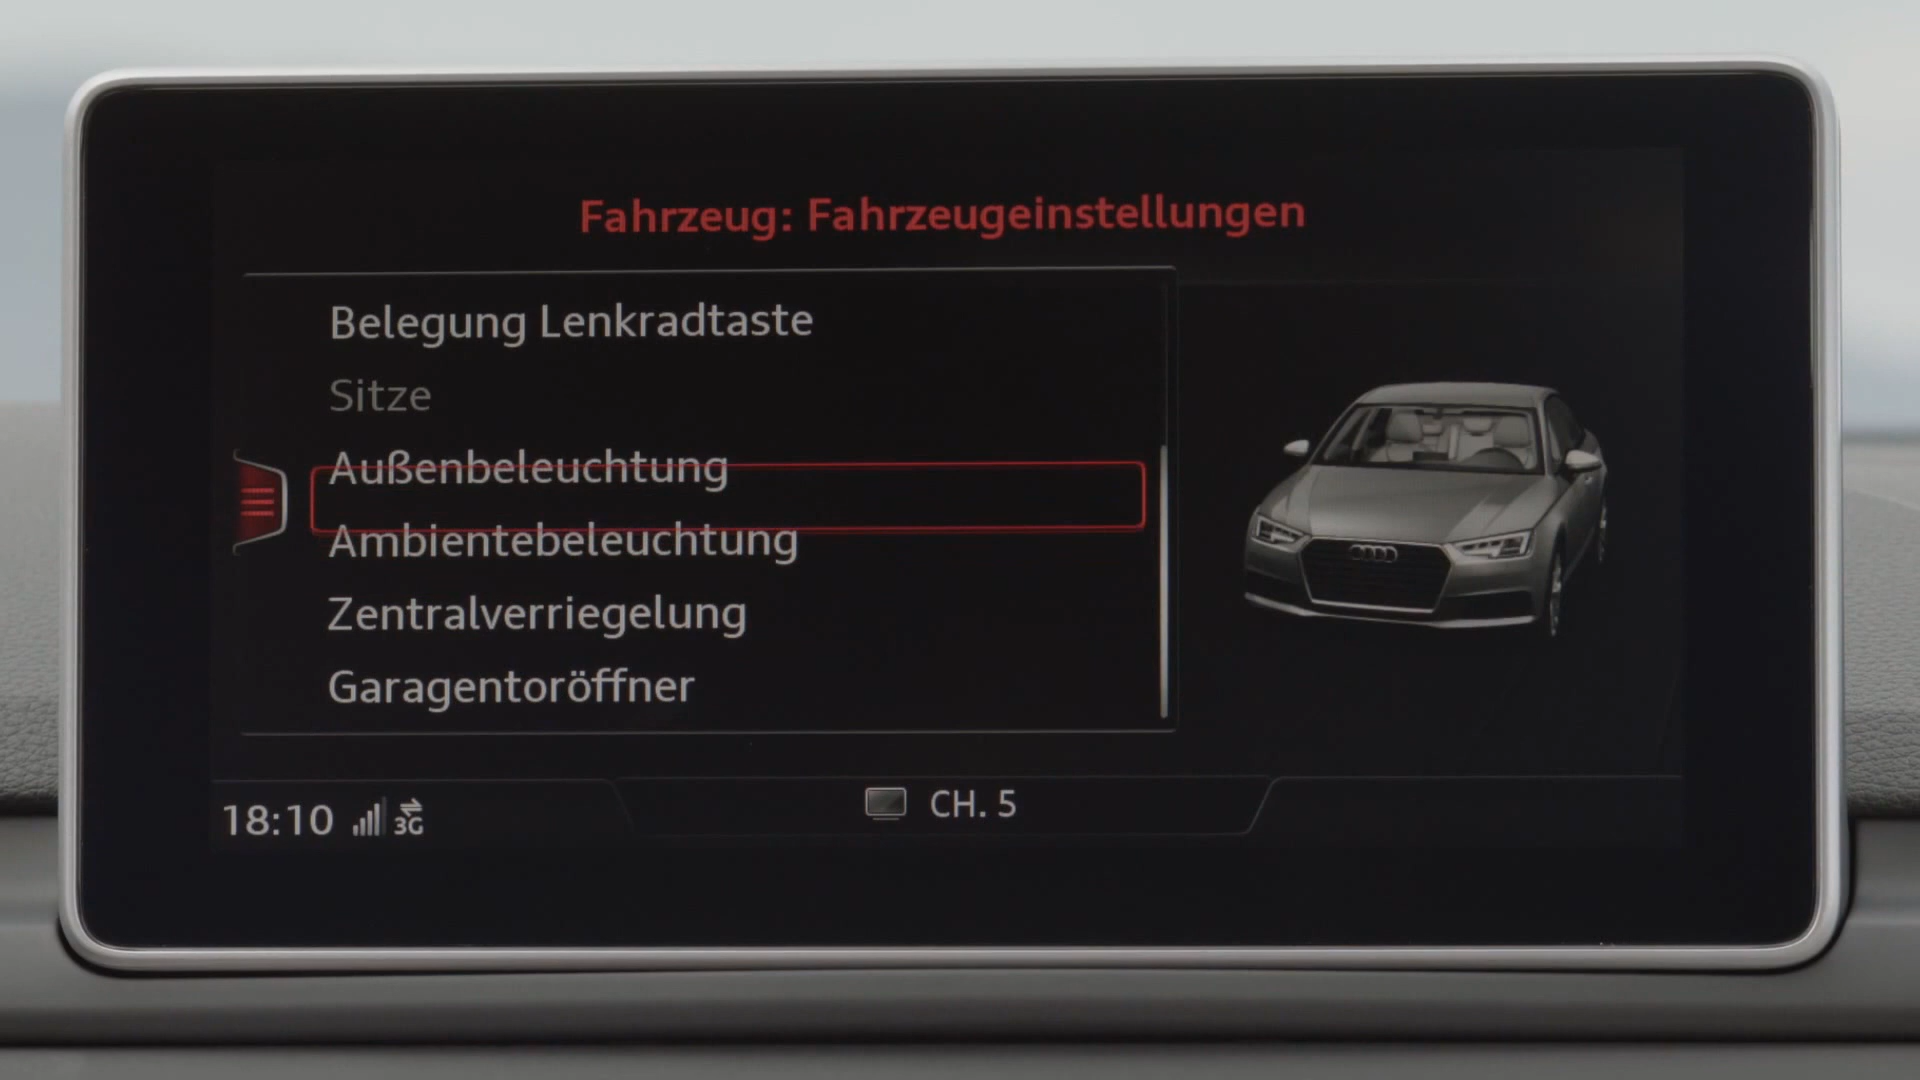 Fahrzeug: Fahrzeugeinstellungen
Belegung Lenkradtaste
Sitze
Außenbeleuchtung
Ambientebeleuchtung
Zentralverriegelung
Garagentoröffner
18:10 3G
CH. 5